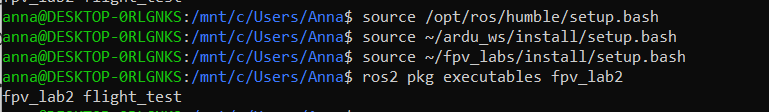 fpv_lab2 flight_test
anna@DESKTOP-0RLGNKS:/mnt/c/Users/Anna$ source /opt/ros/humble/setup.bash
anna@DESKTOP-0RLGNKS:/mnt/c/Users/Anna$ source ~/ardu_ws/install/setup.bash
anna@DESKTOP-0RLGNKS:/mnt/c/Users/Anna$ source ~/fpv_labs/install/setup.bash
anna@DESKTOP-0RLGNKS:/mnt/c/Users/Anna$ ros2 pkg executables fpv_lab2
fpv_lab2 flight_test